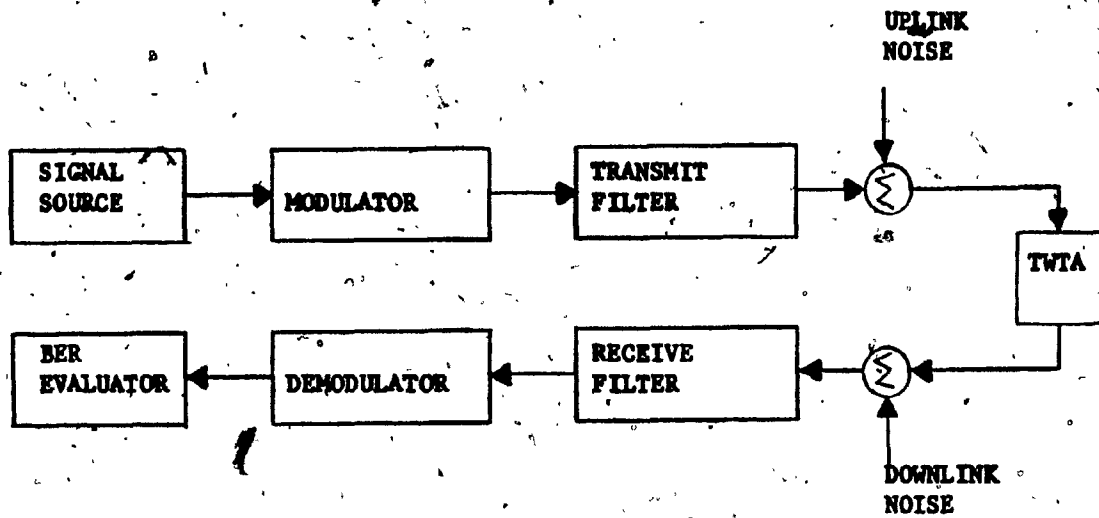 UPLINK
NOISE
SIGNAL
SOURCE
MODULATOR
TRANSMIT
FILTER
Σ
TWTA
BER
EVALUATOR
DEMODULATOR
RECEIVE
FILTER
Σ
DOWNLINK
NOISE